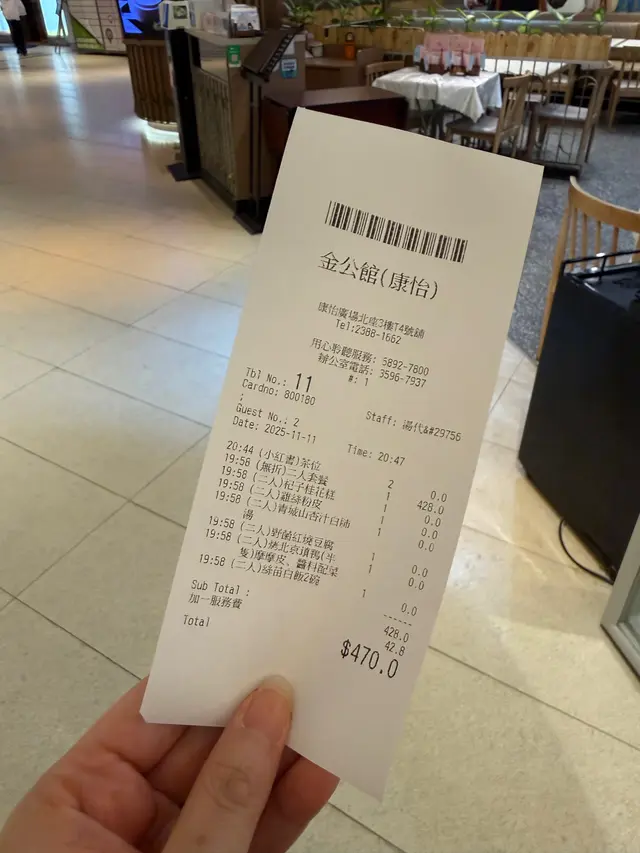 金公館(康怡)
康怡廣場北座3樓T4號舖
Tel:2388-1662
用心聆聽服務: 5892-7800
辦公室電話: 3596-7937
#: 1
Tbl No.: 11
Cardno: 800180
Staff: 湯代&#29756
;
Guest No.: 2
Date: 2025-11-11 Time: 20:47
20:44 (小紅書)茶位 2 0.0
19:58 (無折)二人套餐 1 428.0
19:58 (二人)杞子桂花糕 1 0.0
19:58 (二人)雞絲粉皮 1 0.0
19:58 (二人)青城山杏汁白肺 1 0.0
湯
19:58 (二人)野菌紅燒豆腐 1 0.0
19:58 (二人)烤北京填鴨(半 1 0.0
隻)摩摩皮、醬料配菜
19:58 (二人)絲苗白飯2碗 1 0.0
------
Sub Total : 428.0
加一服務費 42.8
Total $470.0